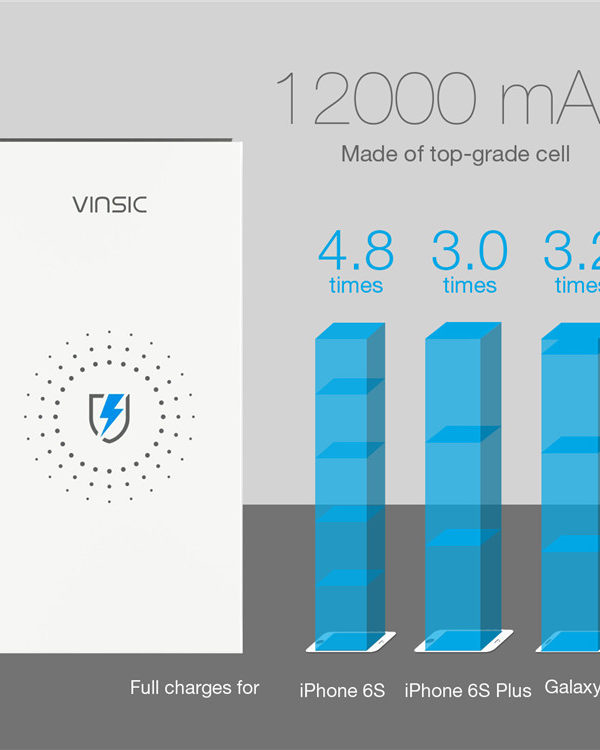 12000 mA
Made of top-grade cell
VINSIC
4.8 3.0 3.2
times times times
Full charges for iPhone 6S iPhone 6S Plus Galaxy